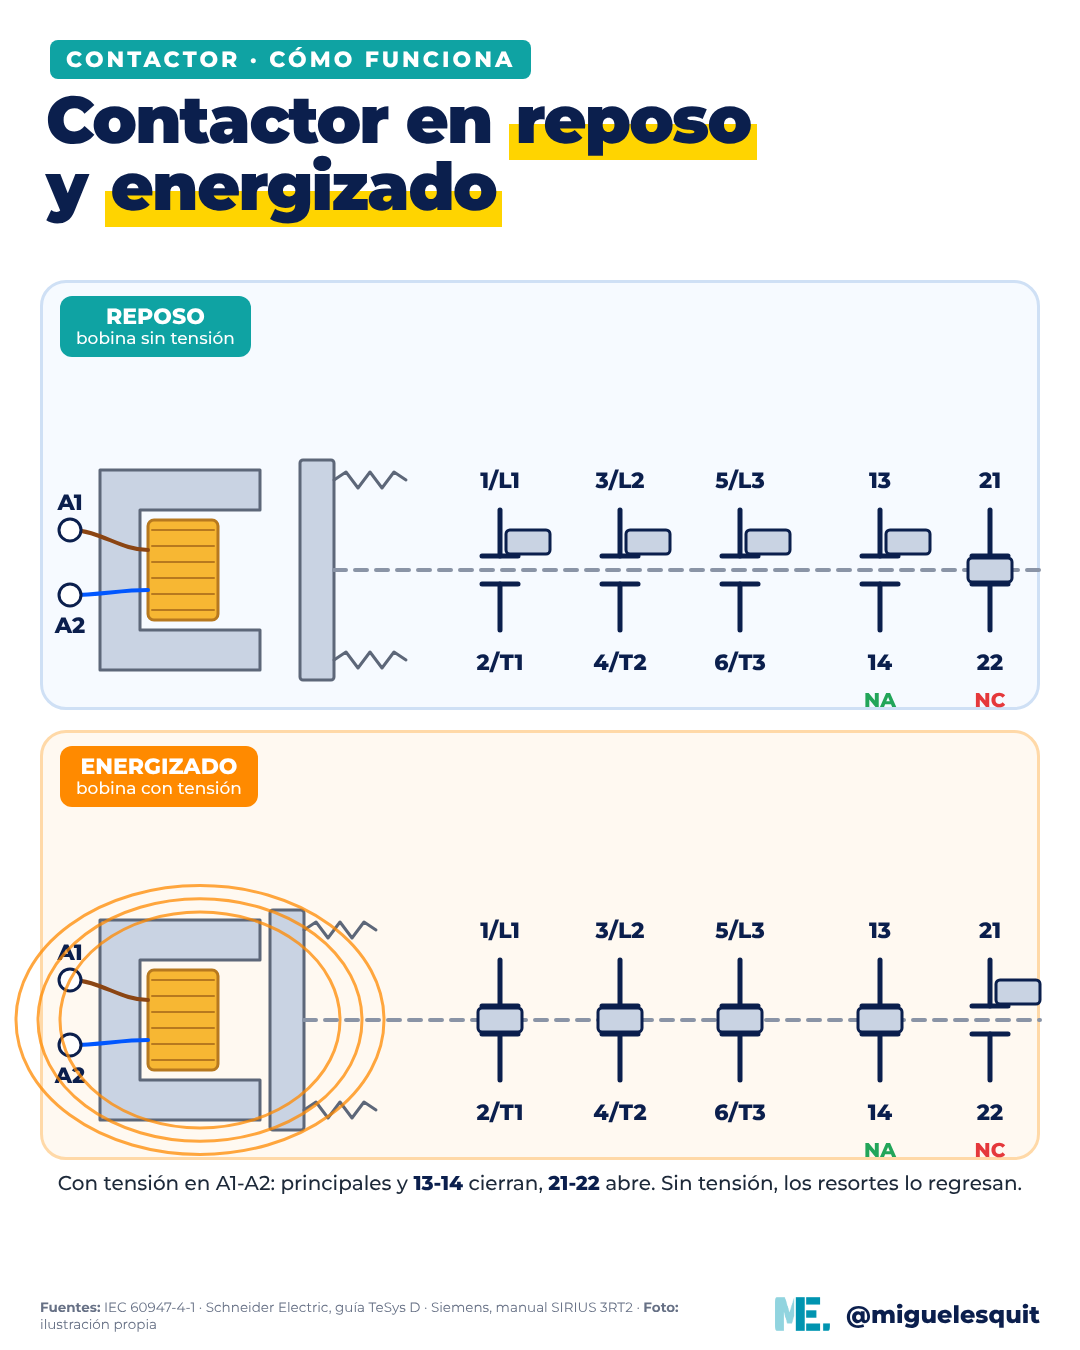 CONTACTOR · CÓMO FUNCIONA
Contactor en reposo
y energizado
REPOSO
bobina sin tensión
A1
A2
1/L1
3/L2
5/L3
13
21
2/T1
4/T2
6/T3
14
22
NA
NC
ENERGIZADO
bobina con tensión
A1
A2
1/L1
3/L2
5/L3
13
21
2/T1
4/T2
6/T3
14
22
NA
NC
Con tensión en A1-A2: principales y 13-14 cierran, 21-22 abre. Sin tensión, los resortes lo regresan.
Fuentes: IEC 60947-4-1 · Schneider Electric, guía TeSys D · Siemens, manual SIRIUS 3RT2 · Foto:
ilustración propia
ME.
@miguelesquit